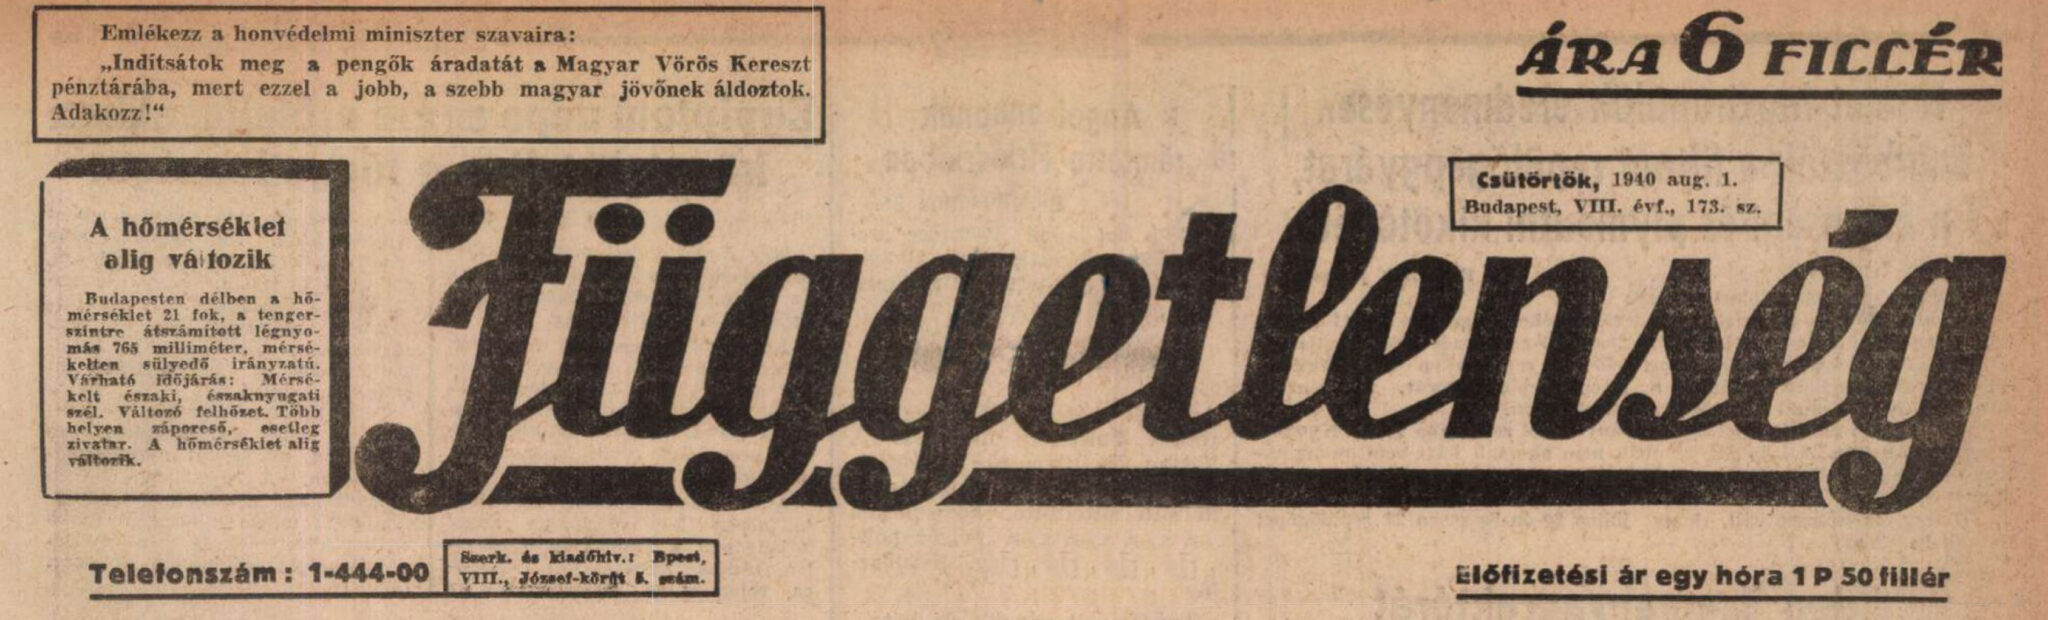 Emlékezz a honvédelmi miniszter szavaira:
„Indítsátok meg a pengők áradatát a Magyar Vörös Kereszt
pénztárába, mert ezzel a jobb, a szebb magyar jövőnek áldoztok.
Adakozz!“
ÁRA 6 FILLÉR
A hőmérséklet
alig változik
Budapesten délben a hő-
mérséklet 21 fok, a tenger-
szintre átszámított légnyo-
más 765 milliméter, mérsé-
kelten sülyedő irányzatú.
Várható időjárás: Mérsé-
kelt északi, északnyugati
szél. Változó felhőzet. Több
helyen záporeső, esetleg
zivatar. A hőmérséklet alig
változik.
Függetlenség
Csütörtök, 1940 aug. 1.
Budapest, VIII. évf., 173. sz.
Telefonszám: 1-444-00
Szerk. és kiadóhiv.: Bpest,
VIII., József-körút 5. szám.
Előfizetési ár egy hóra 1 P 50 fillér